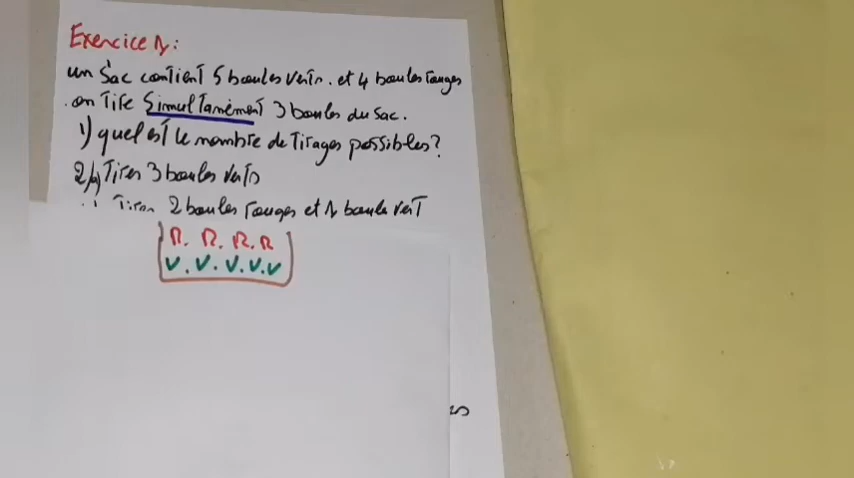 Exercice 1:
un Sac contient 5 boules verts. et 4 boules rouges
on tire Simultanément 3 boules du sac.
1) quel est le nombre de tirages possibles?
2/a) Tirer 3 boules verts
Tirer 2 boules rouges et 1 boule vert
R. R. R. R
V. V. V. V. V